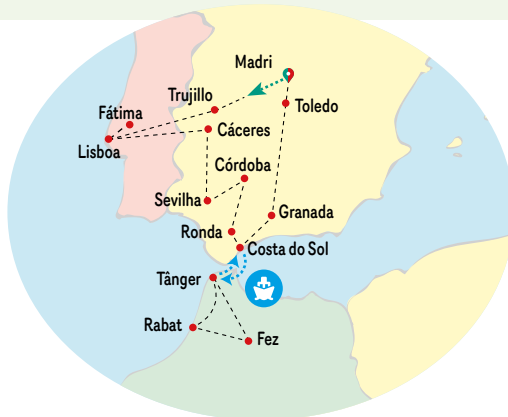 Madri
Trujillo
Toledo
Fátima
Cáceres
Lisboa
Córdoba
Sevilha
Granada
Ronda
Costa do Sol
Tânger
Rabat
Fez